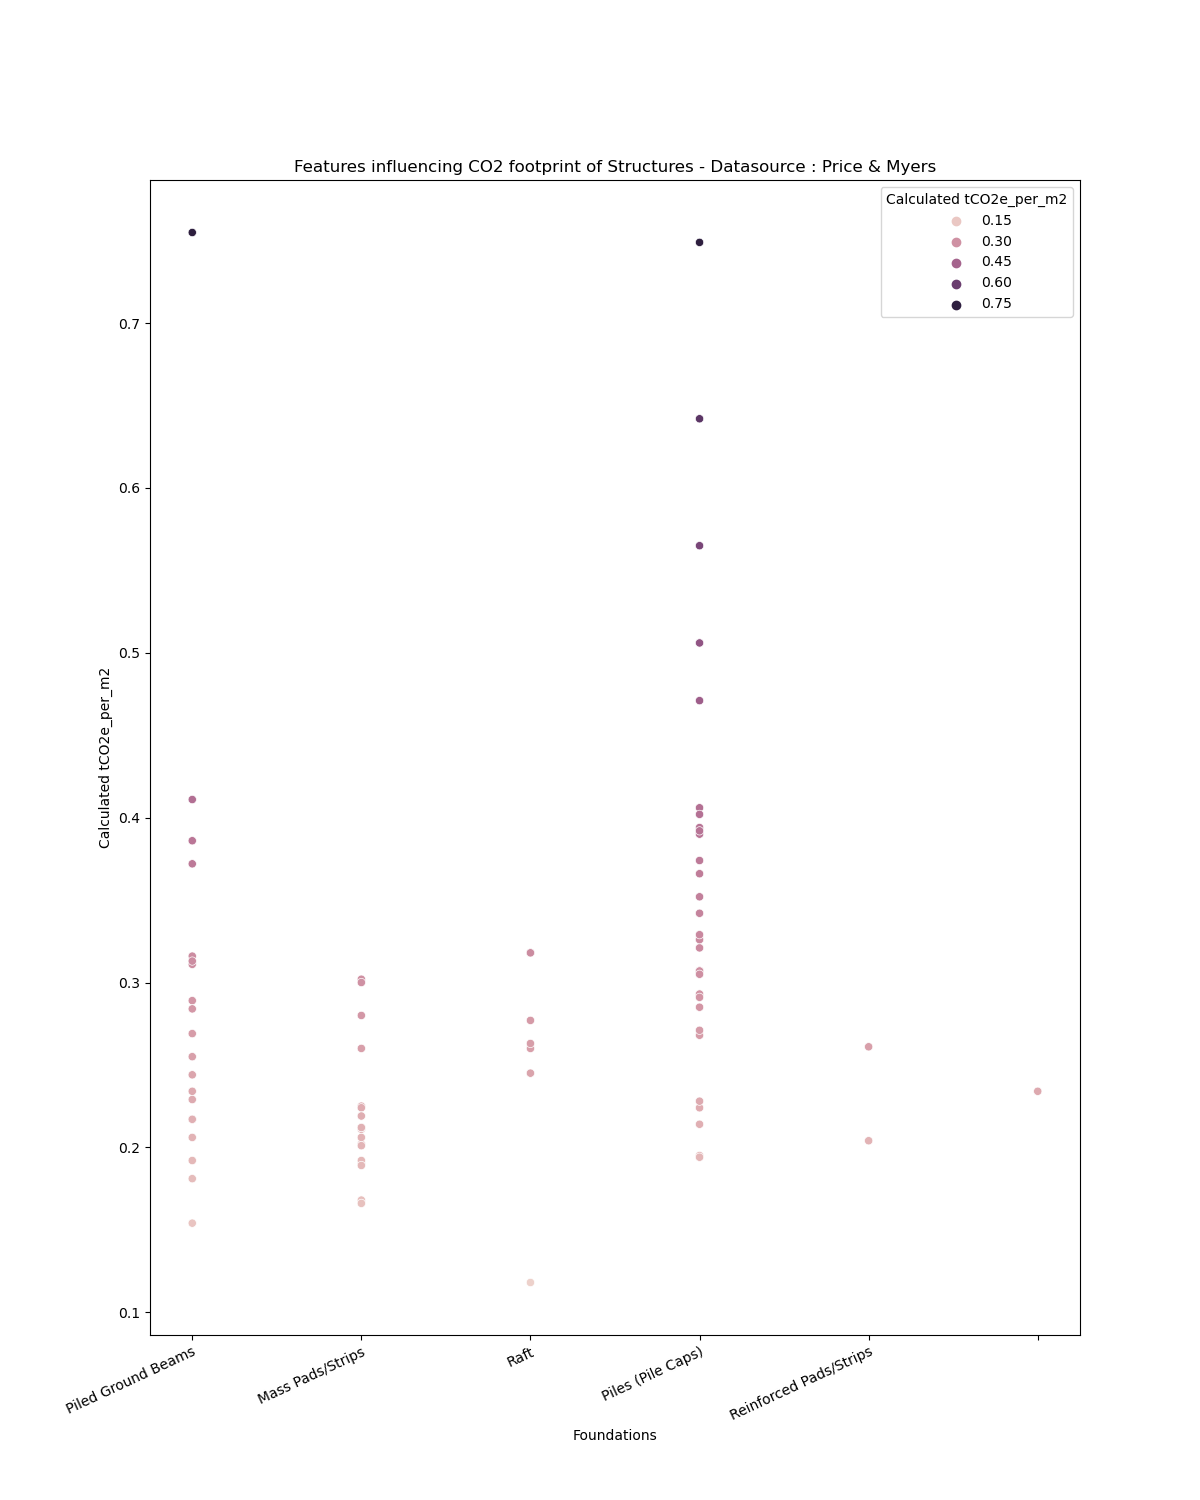 Features influencing CO2 footprint of Structures - Datasource : Price & Myers
Calculated tCO2e_per_m2
0.15
0.30
0.45
0.60
0.75
0.7
0.6
0.5
0.4
0.3
0.2
0.1
Calculated tCO2e_per_m2
Piled Ground Beams
Mass Pads/Strips
Raft
Piles (Pile Caps)
Reinforced Pads/Strips
Foundations